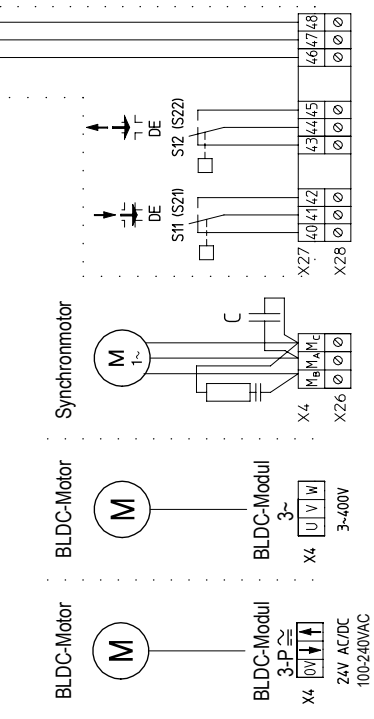 BLDC-Motor
M
BLDC-Modul
3-P
X4 0V
24V AC/DC
100-240VAC
BLDC-Motor
M
BLDC-Modul
3~
X4 U V W
3~400V
Synchronmotor
M
1~
C
X4 MB MA MC
X26
DE
S11 (S21)
DE
S12 (S22)
X27 40 41 42 43 44 45 46 47 48
X28